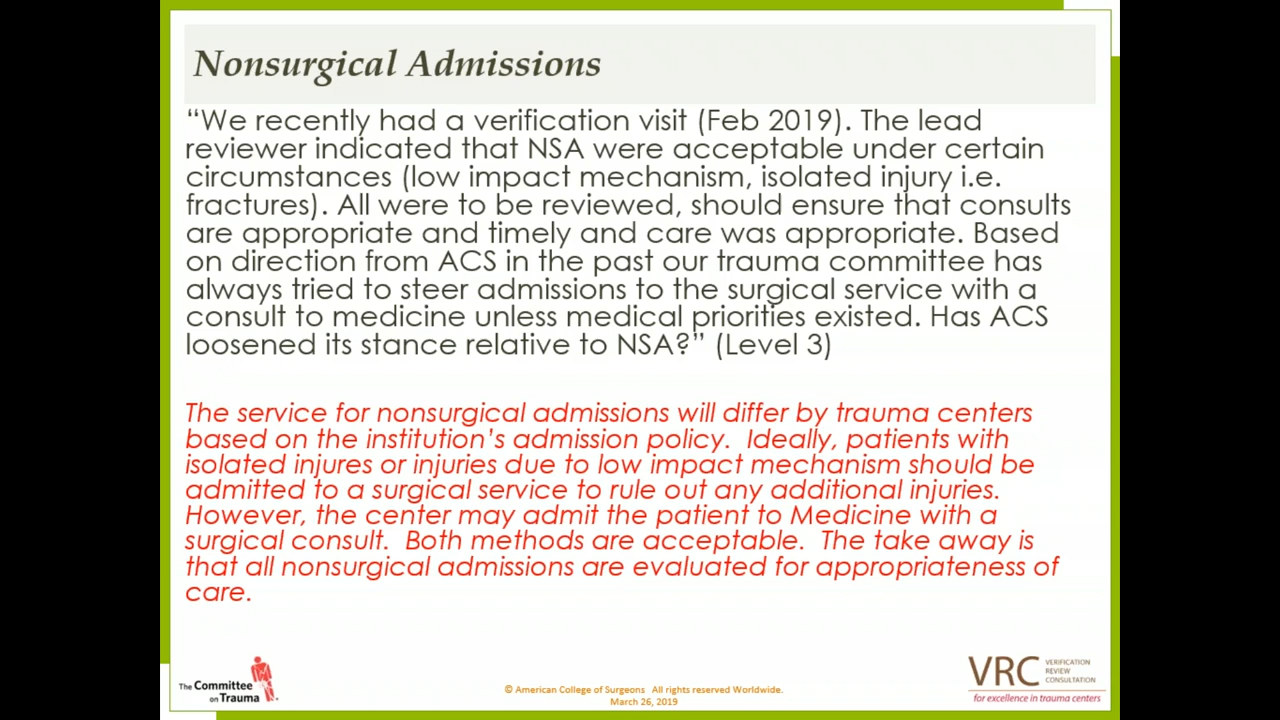 Nonsurgical Admissions
“We recently had a verification visit (Feb 2019). The lead
reviewer indicated that NSA were acceptable under certain
circumstances (low impact mechanism, isolated injury i.e.
fractures). All were to be reviewed, should ensure that consults
are appropriate and timely and care was appropriate. Based
on direction from ACS in the past our trauma committee has
always tried to steer admissions to the surgical service with a
consult to medicine unless medical priorities existed. Has ACS
loosened its stance relative to NSA?” (Level 3)
The service for nonsurgical admissions will differ by trauma centers
based on the institution’s admission policy. Ideally, patients with
isolated injures or injuries due to low impact mechanism should be
admitted to a surgical service to rule out any additional injuries.
However, the center may admit the patient to Medicine with a
surgical consult. Both methods are acceptable. The take away is
that all nonsurgical admissions are evaluated for appropriateness of
care.
The Committee
on Trauma
© American College of Surgeons All rights reserved Worldwide.
March 26, 2019
VRC
VERIFICATION
REVIEW
CONSULTATION
for excellence in trauma centers